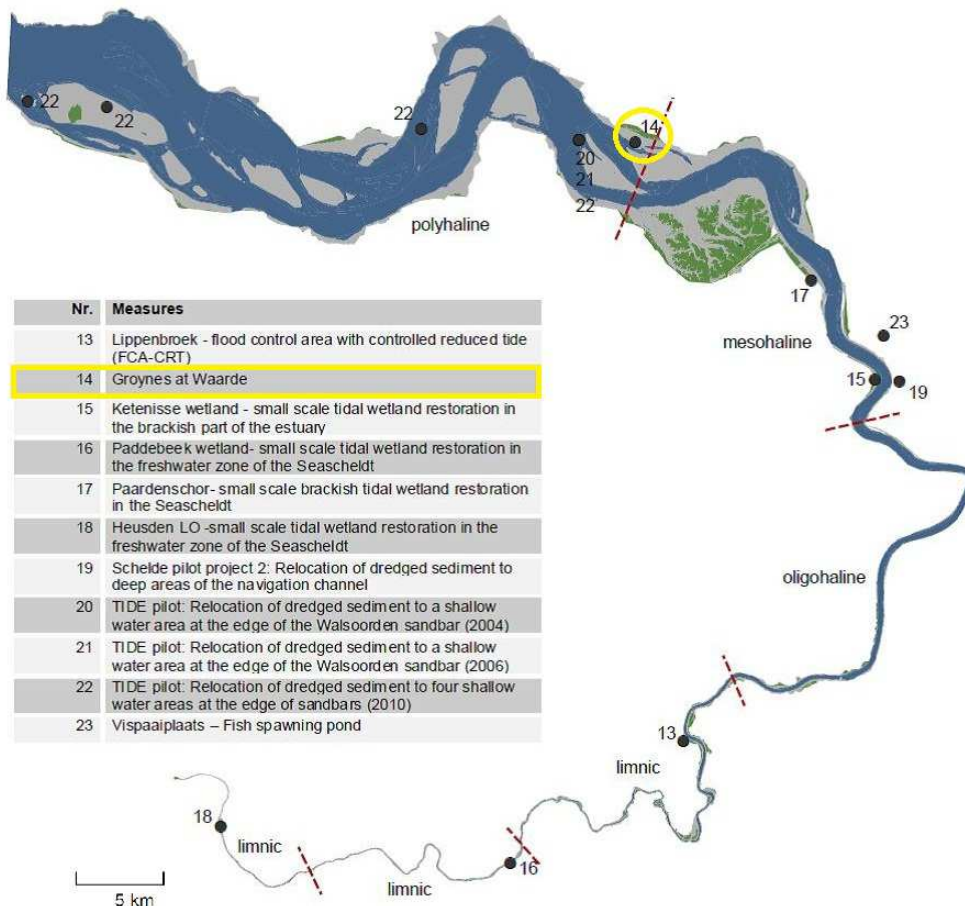 22
22
22
14
20
21
22
polyhaline
17
23
mesohaline
15
19
Nr. Measures
13 Lippenbroek - flood control area with controlled reduced tide
(FCA-CRT)
14 Groynes at Waarde
15 Ketenisse wetland - small scale tidal wetland restoration in
the brackish part of the estuary
16 Paddebeek wetland- small scale tidal wetland restoration in
the freshwater zone of the Seascheldt
17 Paardenschor- small scale brackish tidal wetland restoration
in the Seascheldt
18 Heusden LO -small scale tidal wetland restoration in the
freshwater zone of the Seascheldt
19 Schelde pilot project 2: Relocation of dredged sediment to
deep areas of the navigation channel
20 TIDE pilot: Relocation of dredged sediment to a shallow
water area at the edge of the Walsoorden sandbar (2004)
21 TIDE pilot: Relocation of dredged sediment to a shallow
water area at the edge of the Walsoorden sandbar (2006)
22 TIDE pilot: Relocation of dredged sediment to four shallow
water areas at the edge of sandbars (2010)
23 Vispaaiplaats – Fish spawning pond
oligohaline
13
limnic
18
limnic
16
limnic
5 km